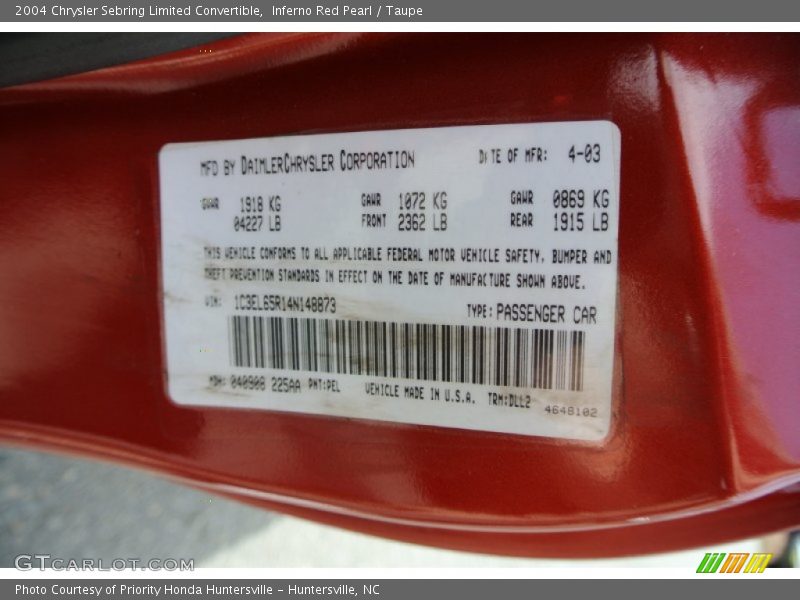 2004 Chrysler Sebring Limited Convertible,  Inferno Red Pearl / Taupe
MFD BY DAIMLERCHRYSLER CORPORATION DATE OF MFR: 4-03
GVWR 1918 KG GAWR 1072 KG GAWR 0869 KG
04227 LB FRONT 2362 LB REAR 1915 LB
THIS VEHICLE CONFORMS TO ALL APPLICABLE FEDERAL MOTOR VEHICLE SAFETY, BUMPER AND
THEFT PREVENTION STANDARDS IN EFFECT ON THE DATE OF MANUFACTURE SHOWN ABOVE.
VIN: 1C3EL65R14N148873 TYPE: PASSENGER CAR
MDH: 040908 225AA PNT:PEL VEHICLE MADE IN U.S.A. TRM:DLL2 4648102
GTCARLOT.COM
Photo Courtesy of Priority Honda Huntersville - Huntersville, NC